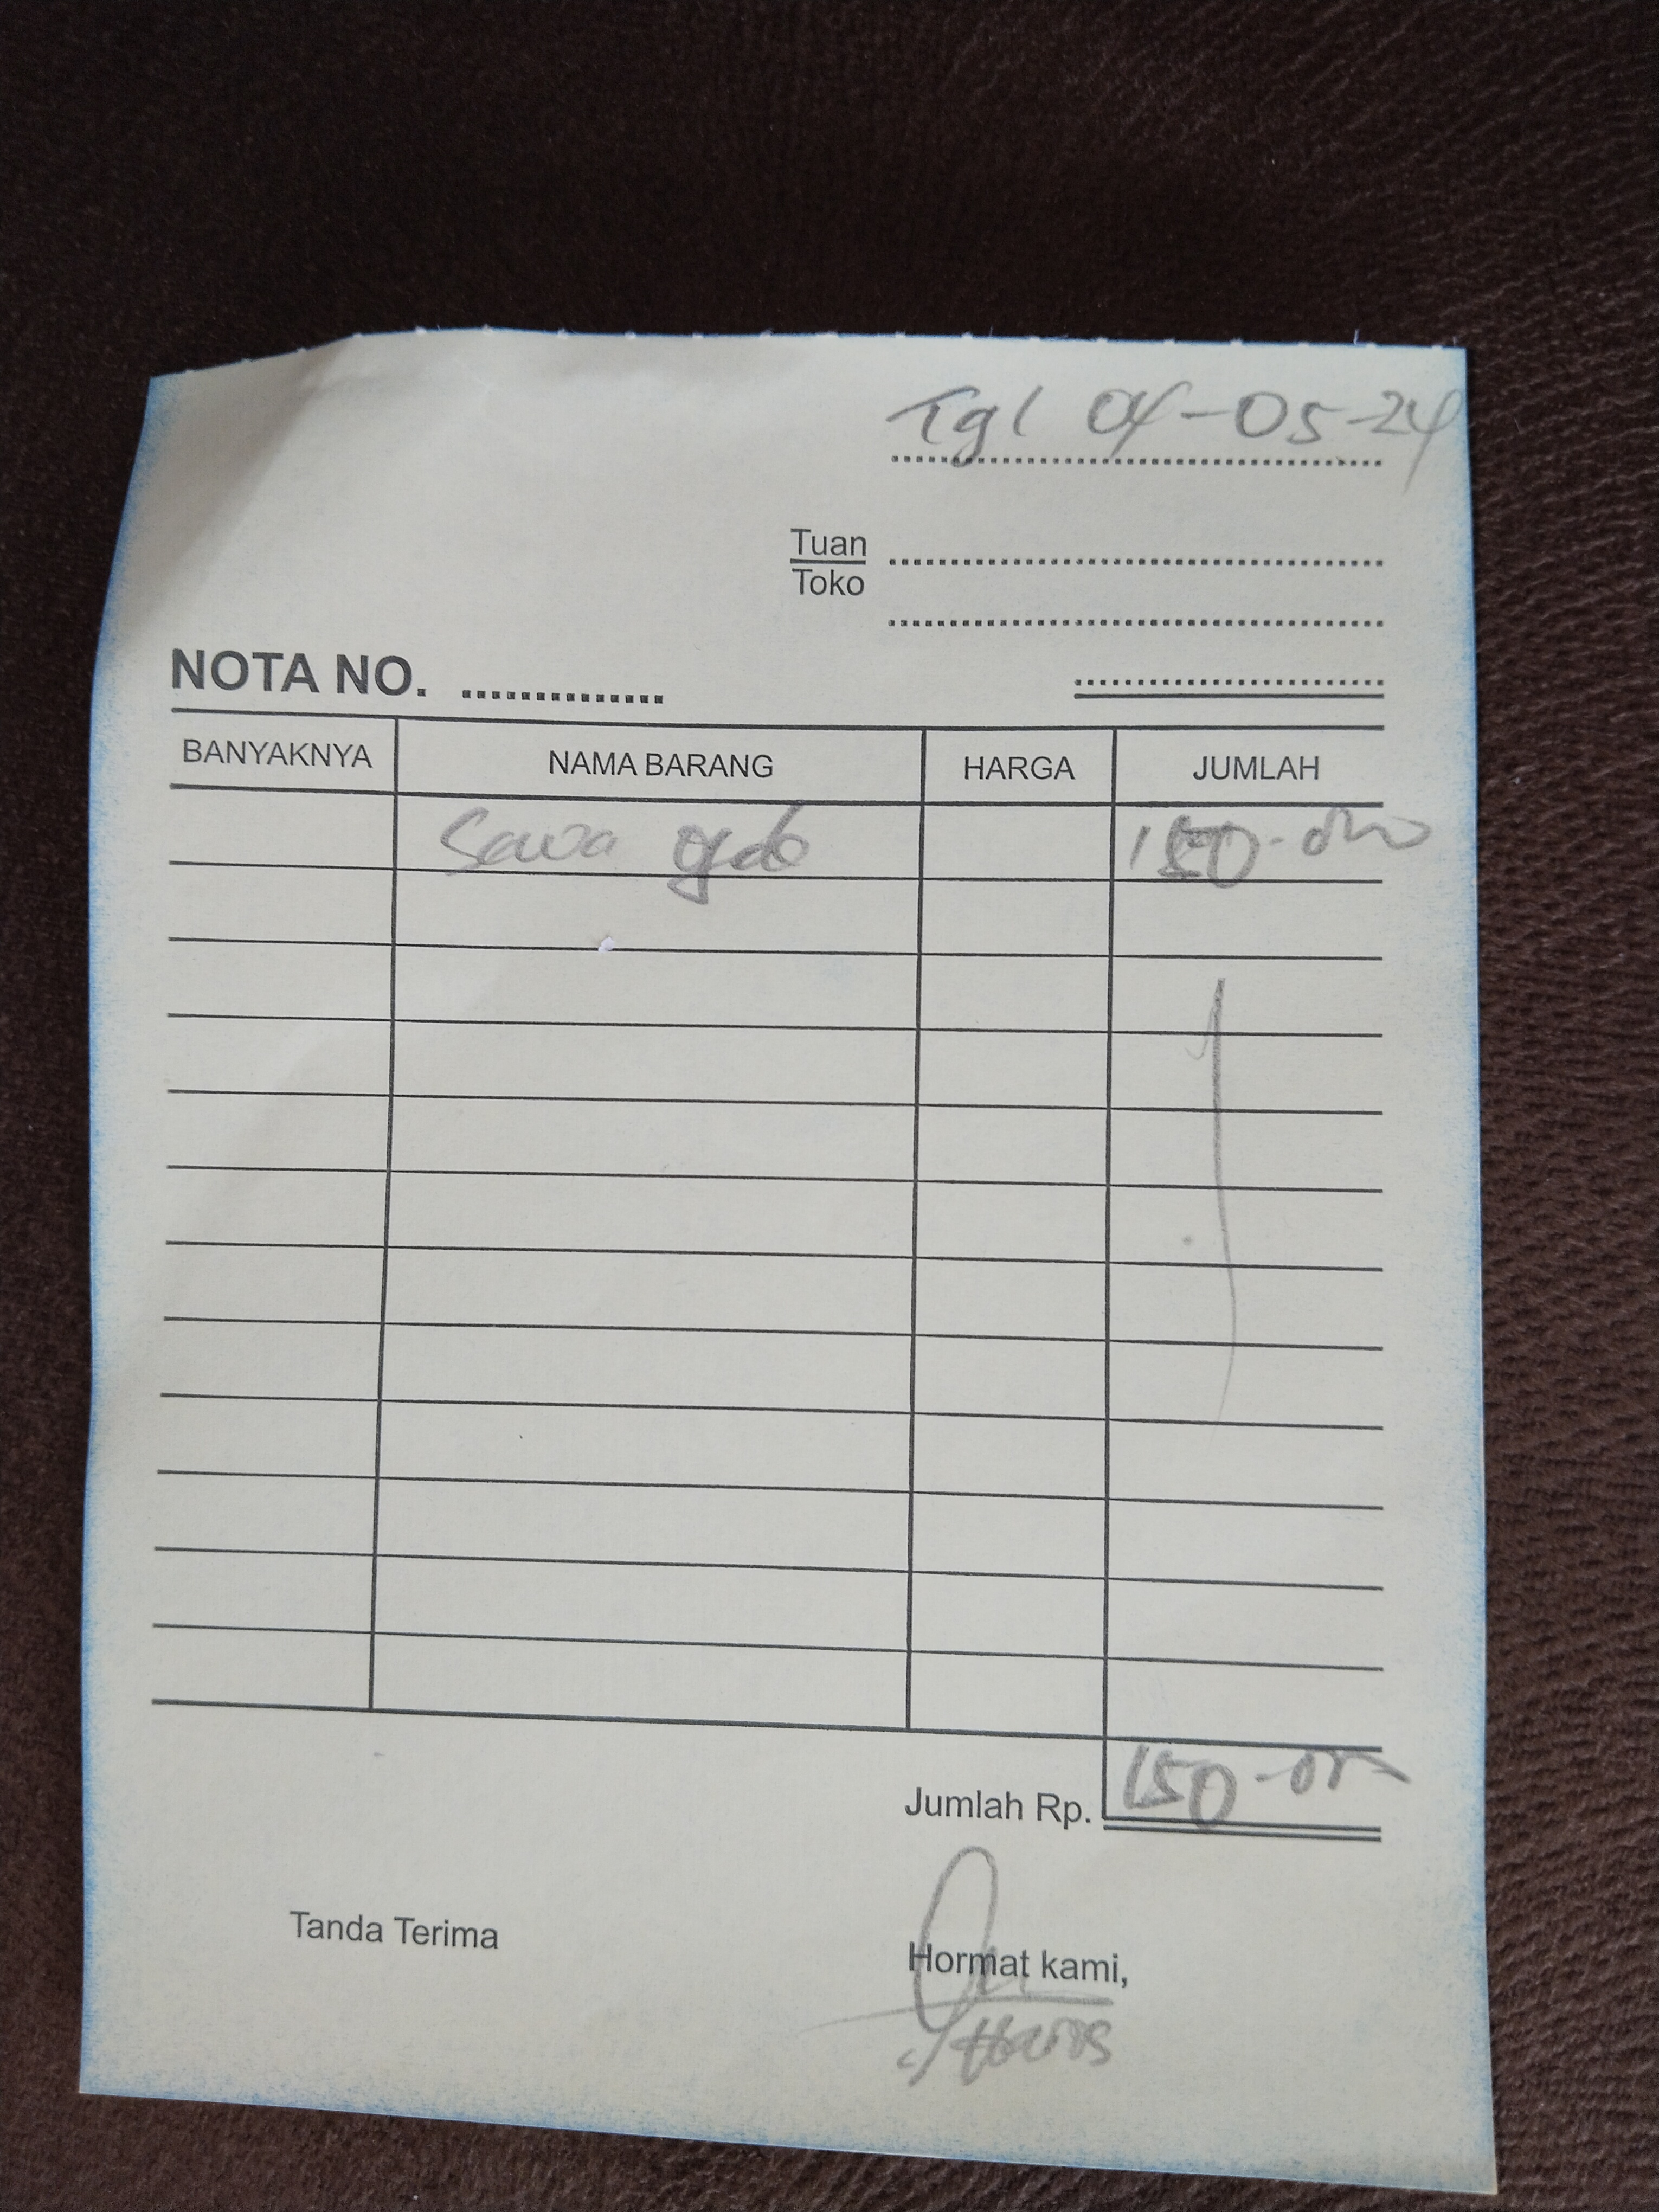 Tgl 04-05-24
Tuan
Toko
NOTA NO.
BANYAKNYA NAMA BARANG HARGA JUMLAH
Sewa 150-000
Jumlah Rp. 150-000
Tanda Terima Hormat kami,
Haris